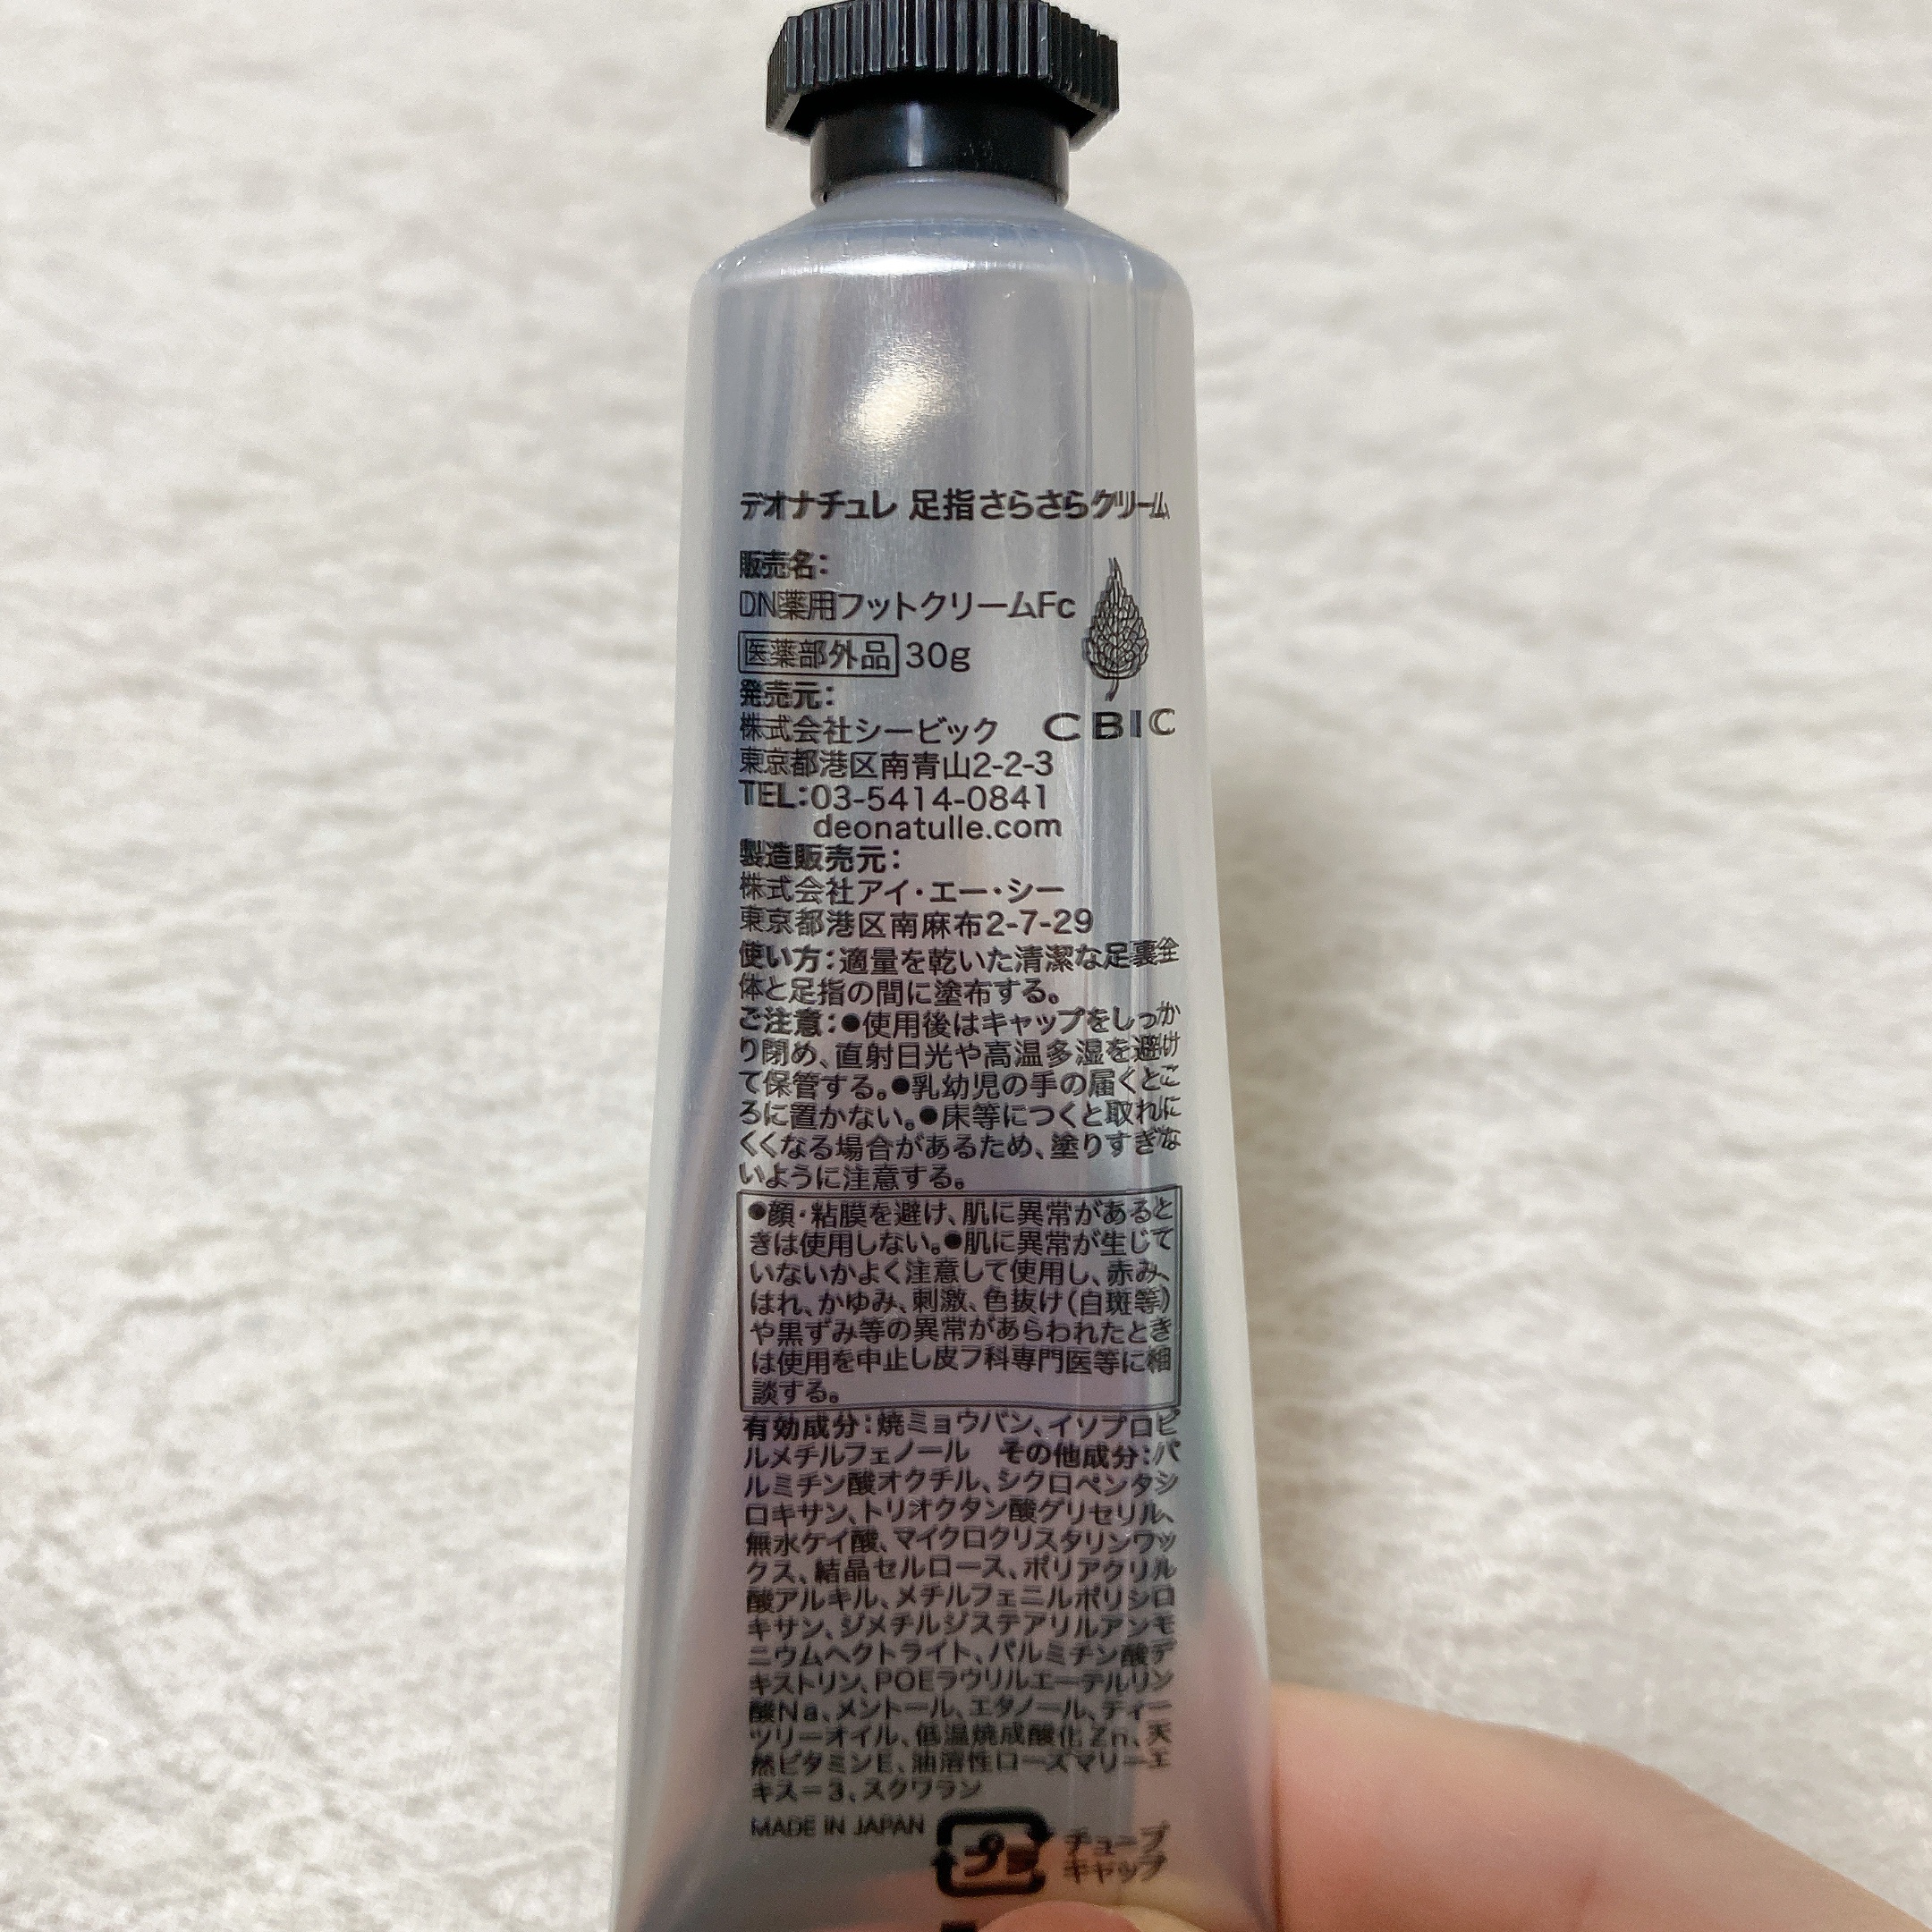 デオナチュレ 足指さらさらクリーム
販売名：
DN薬用フットクリームFc
医薬部外品 30g
発売元：
株式会社シービック
CBIC
東京都港区南青山2-2-3
TEL：03-5414-0841
deonatulle.com
製造販売元：
株式会社アイ・エー・シー
東京都港区南麻布2-7-29
使い方：適量を乾いた清潔な足裏全
体と足指の間に塗布する。
ご注意：●使用後はキャップをしっか
り閉め、直射日光や高温多湿を避け
て保管する。●乳幼児の手の届くとこ
ろに置かない。●床等につくと取れに
くくなる場合があるため、塗りすぎな
いように注意する。
●顔・粘膜を避け、肌に異常があると
きは使用しない。●肌に異常が生じて
いないかよく注意して使用し、赤み、
はれ、かゆみ、刺激、色抜け（白斑等）
や黒ずみ等の異常があらわれたとき
は使用を中止し皮フ科専門医等に相
談する。
有効成分：焼ミョウバン、イソプロピ
ルメチルフェノール その他成分：パ
ルミチン酸オクチル、シクロペンタシ
ロキサン、トリオクタン酸グリセリル、
無水ケイ酸、マイクロクリスタリンワッ
クス、結晶セルロース、ポリアクリル
酸アルキル、メチルフェニルポリシロ
キサン、ジメチルジステアリルアンモ
ニウムヘクトライト、パルミチン酸デ
キストリン、POEラウリルエーテルリン
酸Na、メントール、エタノール、ティー
ツリーオイル、低温焼成酸化Zn、天
然ビタミンE、油溶性ローズマリーエ
キス－3、スクワラン
MADE IN JAPAN
プラ
チューブ
キャップ